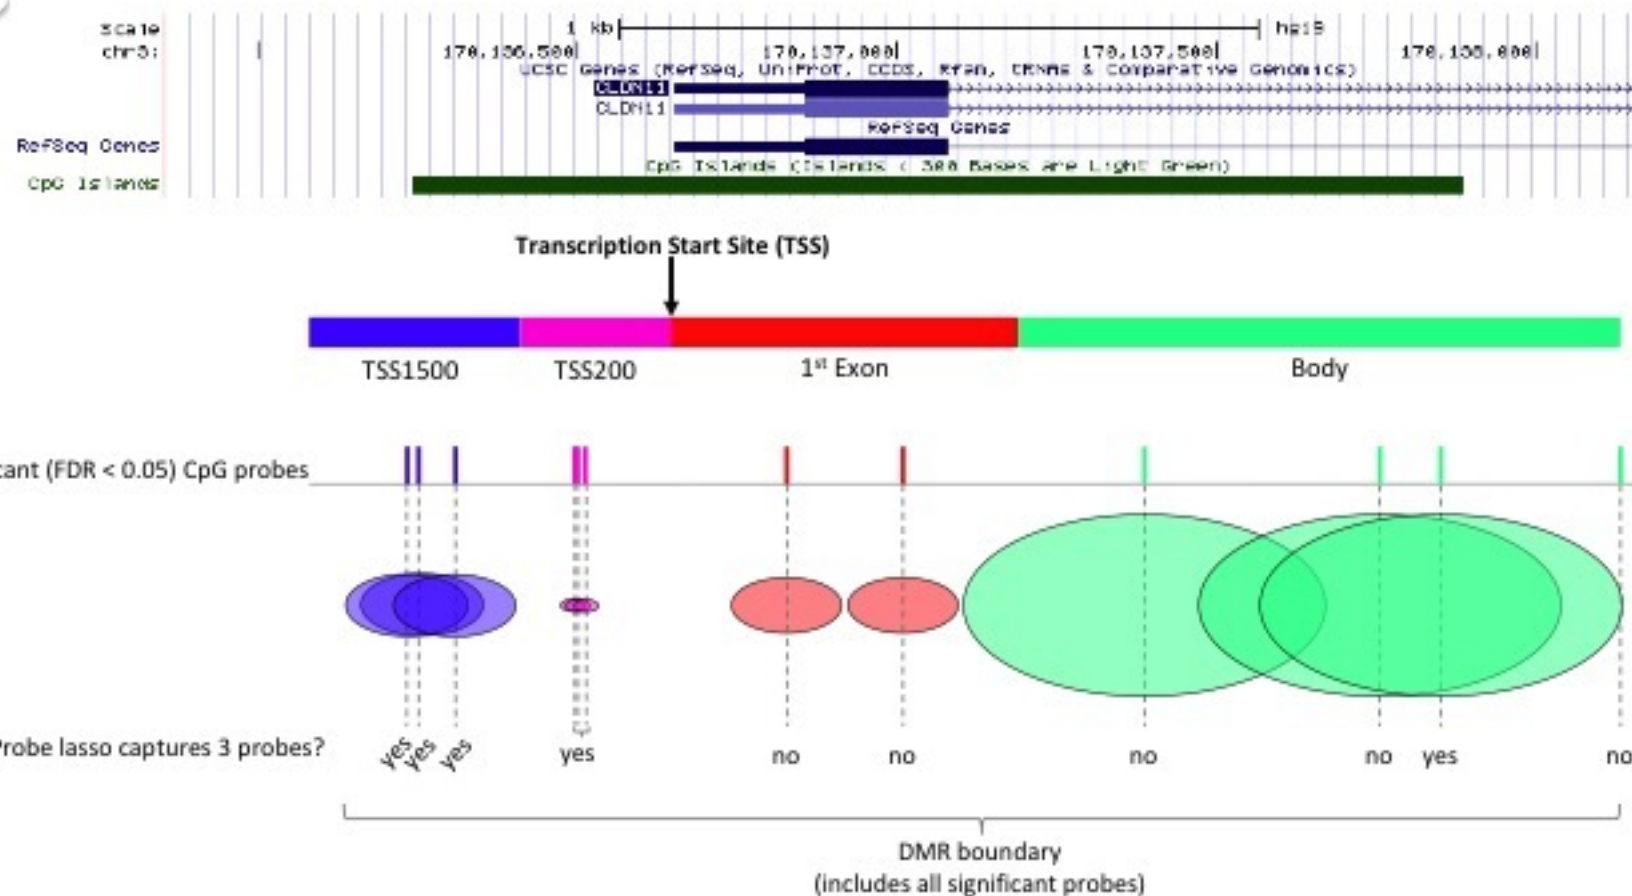 Scale 1 kb hg19
chr3: 170,136,500 170,137,000 170,137,500 170,138,000
UCSC Genes (RefSeq, UniProt, CCDS, Rfam, tRNAs & Comparative Genomics)
CLDN11
CLDN11
RefSeq Genes
RefSeq Genes
CpG Islands (Islands < 300 Bases are Light Green)
CpG Islands
Transcription Start Site (TSS)
TSS1500 TSS200 1st Exon Body
cant (FDR < 0.05) CpG probes
Probe lasso captures 3 probes? yes yes yes yes no no no no yes no
DMR boundary
(includes all significant probes)